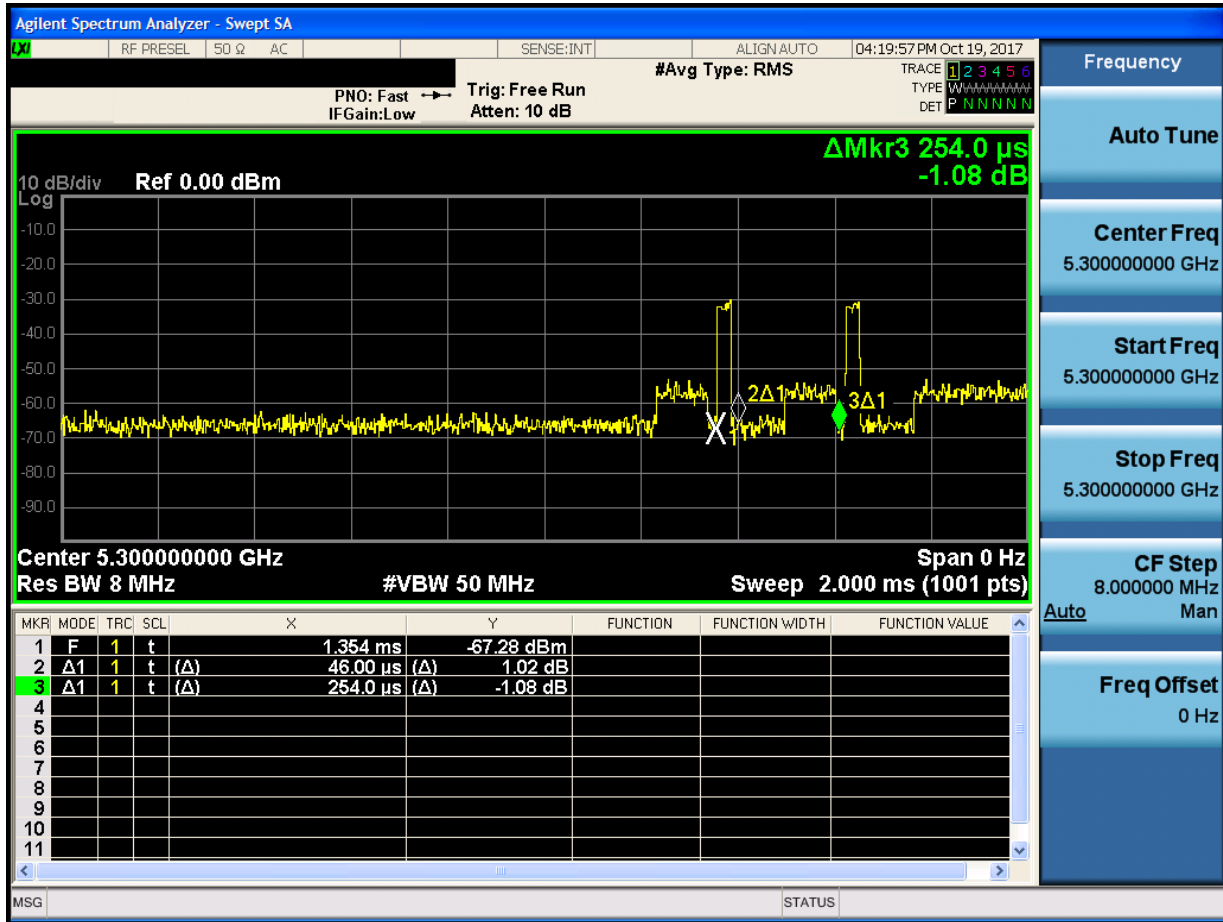 Agilent Spectrum Analyzer - Swept SA
LXI RF PRESEL 50 Ω AC SENSE:INT ALIGN AUTO 04:19:57 PM Oct 19, 2017
PNO: Fast
IFGain:Low
Trig: Free Run
Atten: 10 dB
#Avg Type: RMS
TRACE 1 2 3 4 5 6
TYPE WWWWWW
DET P N N N N N
ΔMkr3 254.0 µs
-1.08 dB
10 dB/div Ref 0.00 dBm
Log
-10.0
-20.0
-30.0
-40.0
-50.0
-60.0
-70.0
-80.0
-90.0
X
2Δ1
3Δ1
Center 5.300000000 GHz Span 0 Hz
Res BW 8 MHz #VBW 50 MHz Sweep 2.000 ms (1001 pts)
MKR MODE TRC SCL X Y FUNCTION FUNCTION WIDTH FUNCTION VALUE
1 F 1 t 1.354 ms -67.28 dBm
2 Δ1 1 t (Δ) 46.00 µs (Δ) 1.02 dB
3 Δ1 1 t (Δ) 254.0 µs (Δ) -1.08 dB
4
5
6
7
8
9
10
11
MSG STATUS
Frequency
Auto Tune
Center Freq
5.300000000 GHz
Start Freq
5.300000000 GHz
Stop Freq
5.300000000 GHz
CF Step
8.000000 MHz
Auto Man
Freq Offset
0 Hz